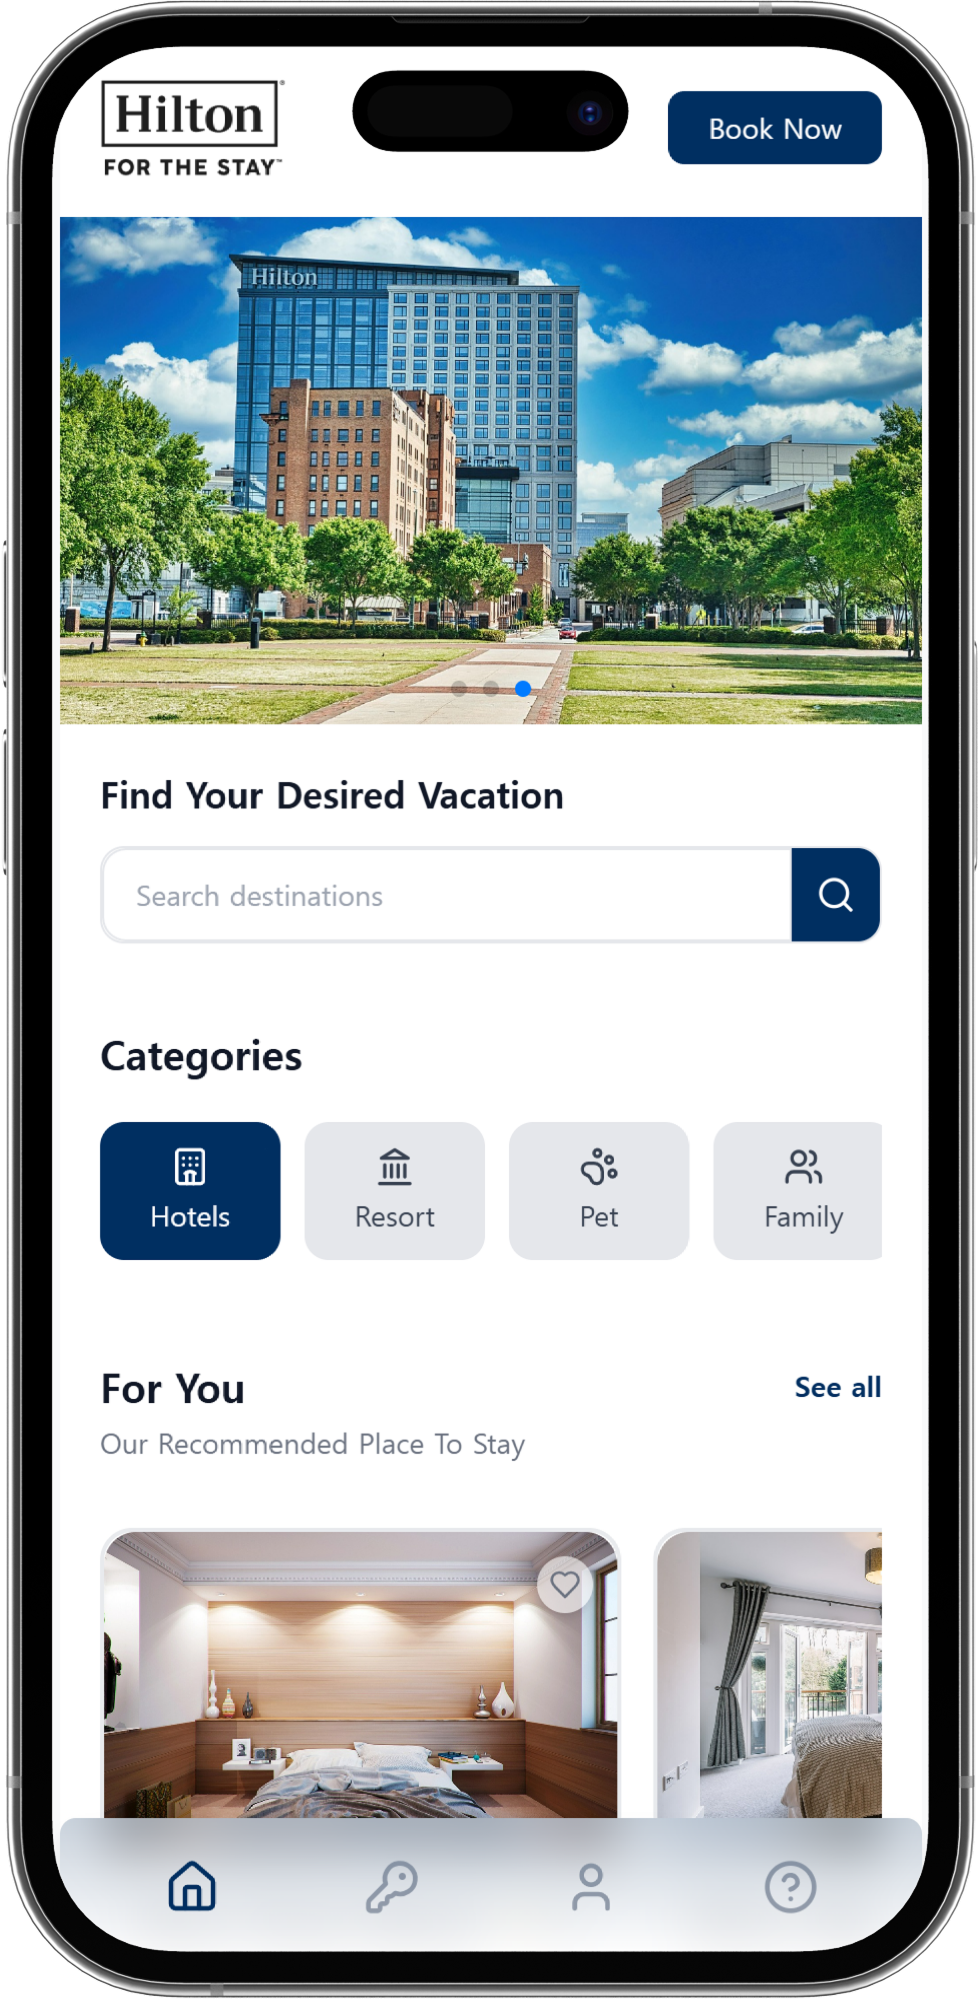 Hilton
FOR THE STAY™
Book Now
Hilton
Find Your Desired Vacation
Search destinations
Categories
Hotels
Resort
Pet
Family
For You
See all
Our Recommended Place To Stay